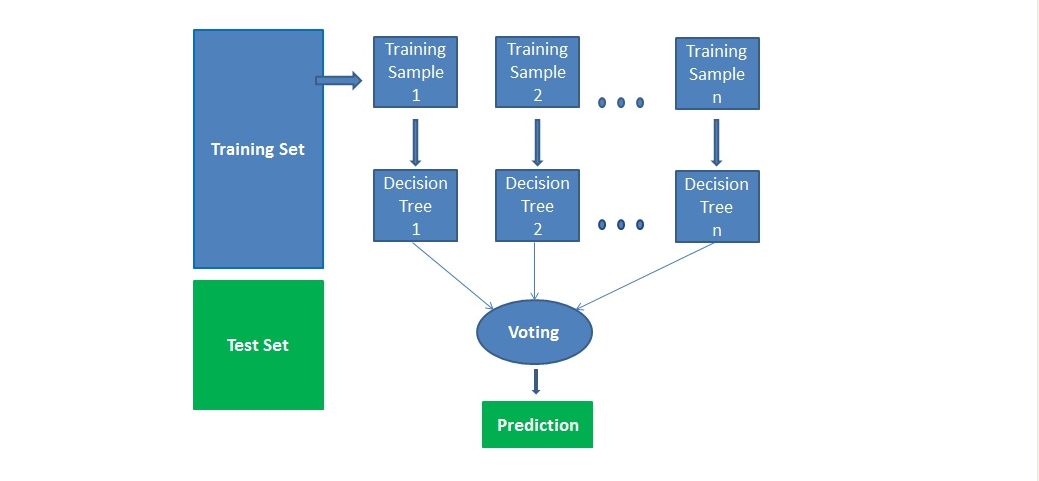 Training Set
Training
Sample
1
Training
Sample
2
Training
Sample
n
Decision
Tree
1
Decision
Tree
2
Decision
Tree
n
Test Set
Voting
Prediction